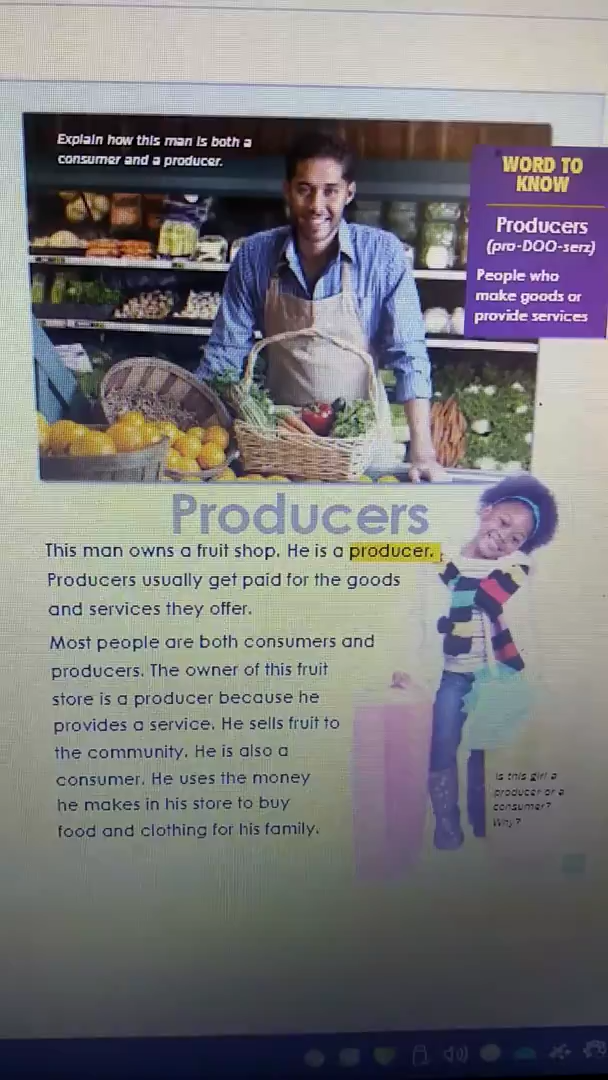 Explain how this man is both a
consumer and a producer.
WORD TO
KNOW
Producers
(pro-DOO-serz)
People who
make goods or
provide services
Producers
This man owns a fruit shop. He is a producer.
Producers usually get paid for the goods
and services they offer.
Most people are both consumers and
producers. The owner of this fruit
store is a producer because he
provides a service. He sells fruit to
the community. He is also a
consumer. He uses the money
he makes in his store to buy
food and clothing for his family.
Is this girl a
producer or a
consumer?
Why?